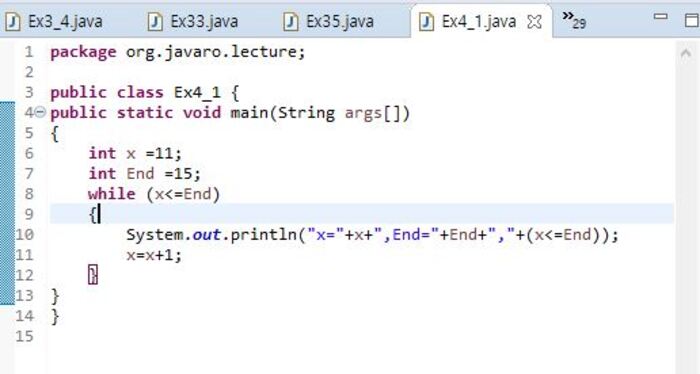 Ex3_4.java Ex33.java Ex35.java Ex4_1.java »29
1 package org.javaro.lecture;
2
3 public class Ex4_1 {
4 public static void main(String args[])
5 {
6 int x =11;
7 int End =15;
8 while (x<=End)
9 {
10 System.out.println("x="+x+",End="+End+","+(x<=End));
11 x=x+1;
12 }
13 }
14 }
15